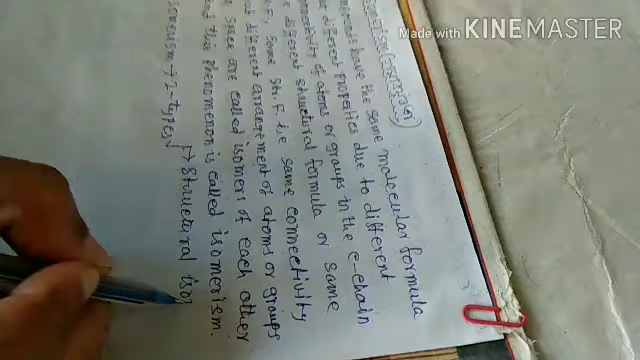 Made with KINEMASTER
have the same molecular formula
different properties due to different
of atoms or groups in the c-chain
different structural formula or same
same connectivity
different arrangement of atoms or groups
space are called isomers of each other
this phenomenon is called isomerism.
isomerism → 2-types
→ Structural iso